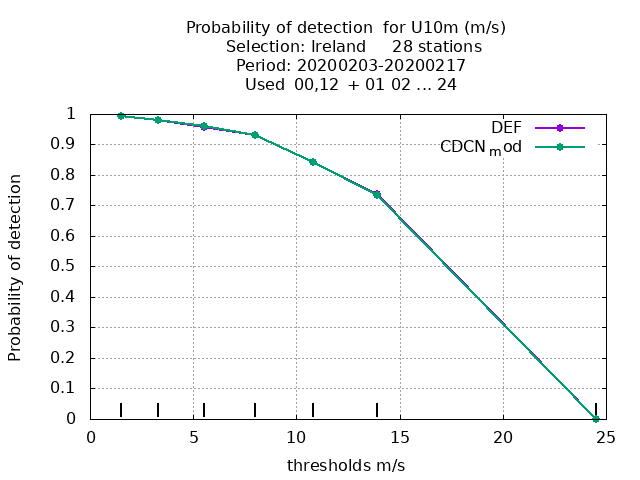 Probability of detection  for U10m (m/s)
Selection: Ireland     28 stations
Period: 20200203-20200217
Used  00,12  + 01 02 ... 24
DEF
CDCN_mod
Probability of detection
1
0.9
0.8
0.7
0.6
0.5
0.4
0.3
0.2
0.1
0
0 5 10 15 20 25
thresholds m/s